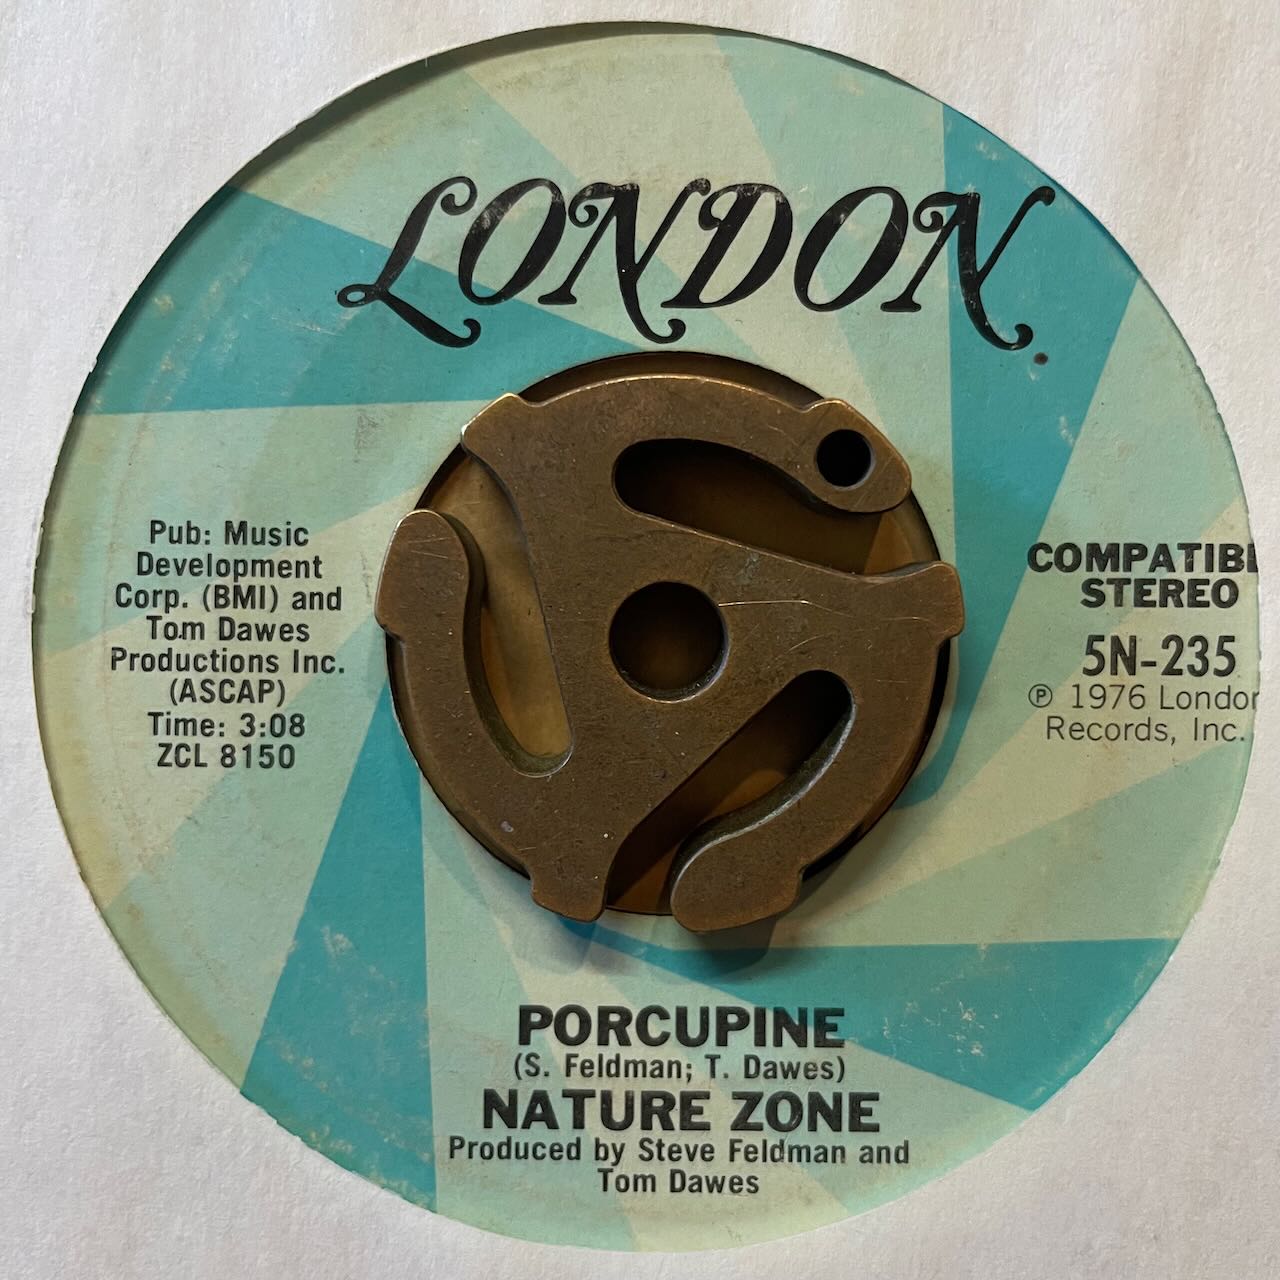 LONDON
Pub: Music
Development
Corp. (BMI) and
Tom Dawes
Productions Inc.
(ASCAP)
Time: 3:08
ZCL 8150
COMPATIBL
STEREO
5N-235
℗ 1976 London
Records, Inc.
PORCUPINE
(S. Feldman; T. Dawes)
NATURE ZONE
Produced by Steve Feldman and
Tom Dawes